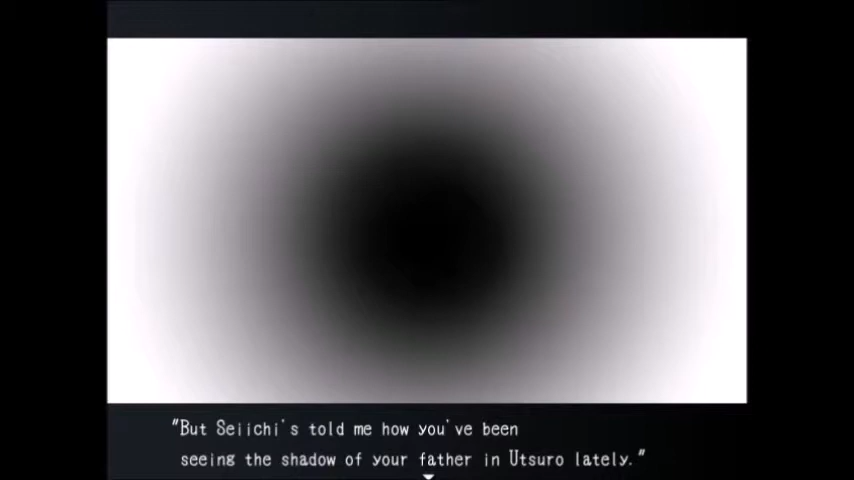 "But Seiichi's told me how you've been
seeing the shadow of your father in Utsuro lately."